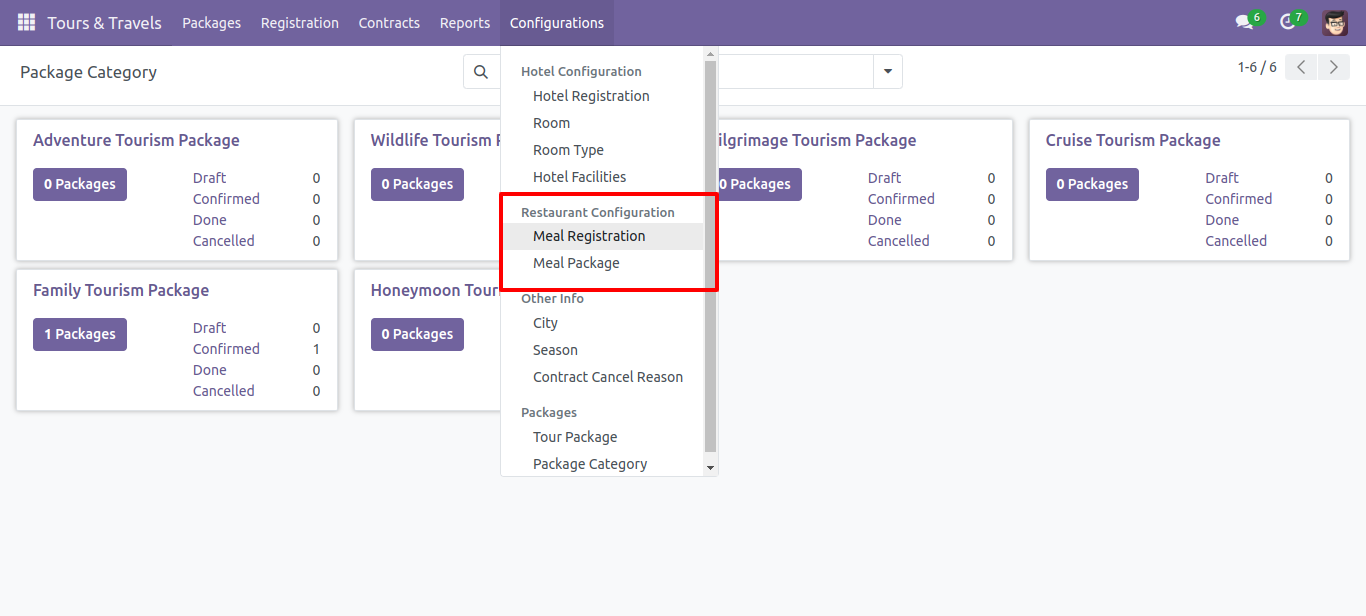 Tours & Travels Packages Registration Contracts Reports Configurations 6 7
Package Category 1-6 / 6
Hotel Configuration
Hotel Registration
Room
Room Type
Hotel Facilities
Restaurant Configuration
Meal Registration
Meal Package
Other Info
City
Season
Contract Cancel Reason
Packages
Tour Package
Package Category
Adventure Tourism Package
0 Packages
Draft 0
Confirmed 0
Done 0
Cancelled 0
Wildlife Tourism
0 Packages
ilgrimage Tourism Package
0 Packages
Draft 0
Confirmed 0
Done 0
Cancelled 0
Cruise Tourism Package
0 Packages
Draft 0
Confirmed 0
Done 0
Cancelled 0
Family Tourism Package
1 Packages
Draft 0
Confirmed 1
Done 0
Cancelled 0
Honeymoon Tour
0 Packages